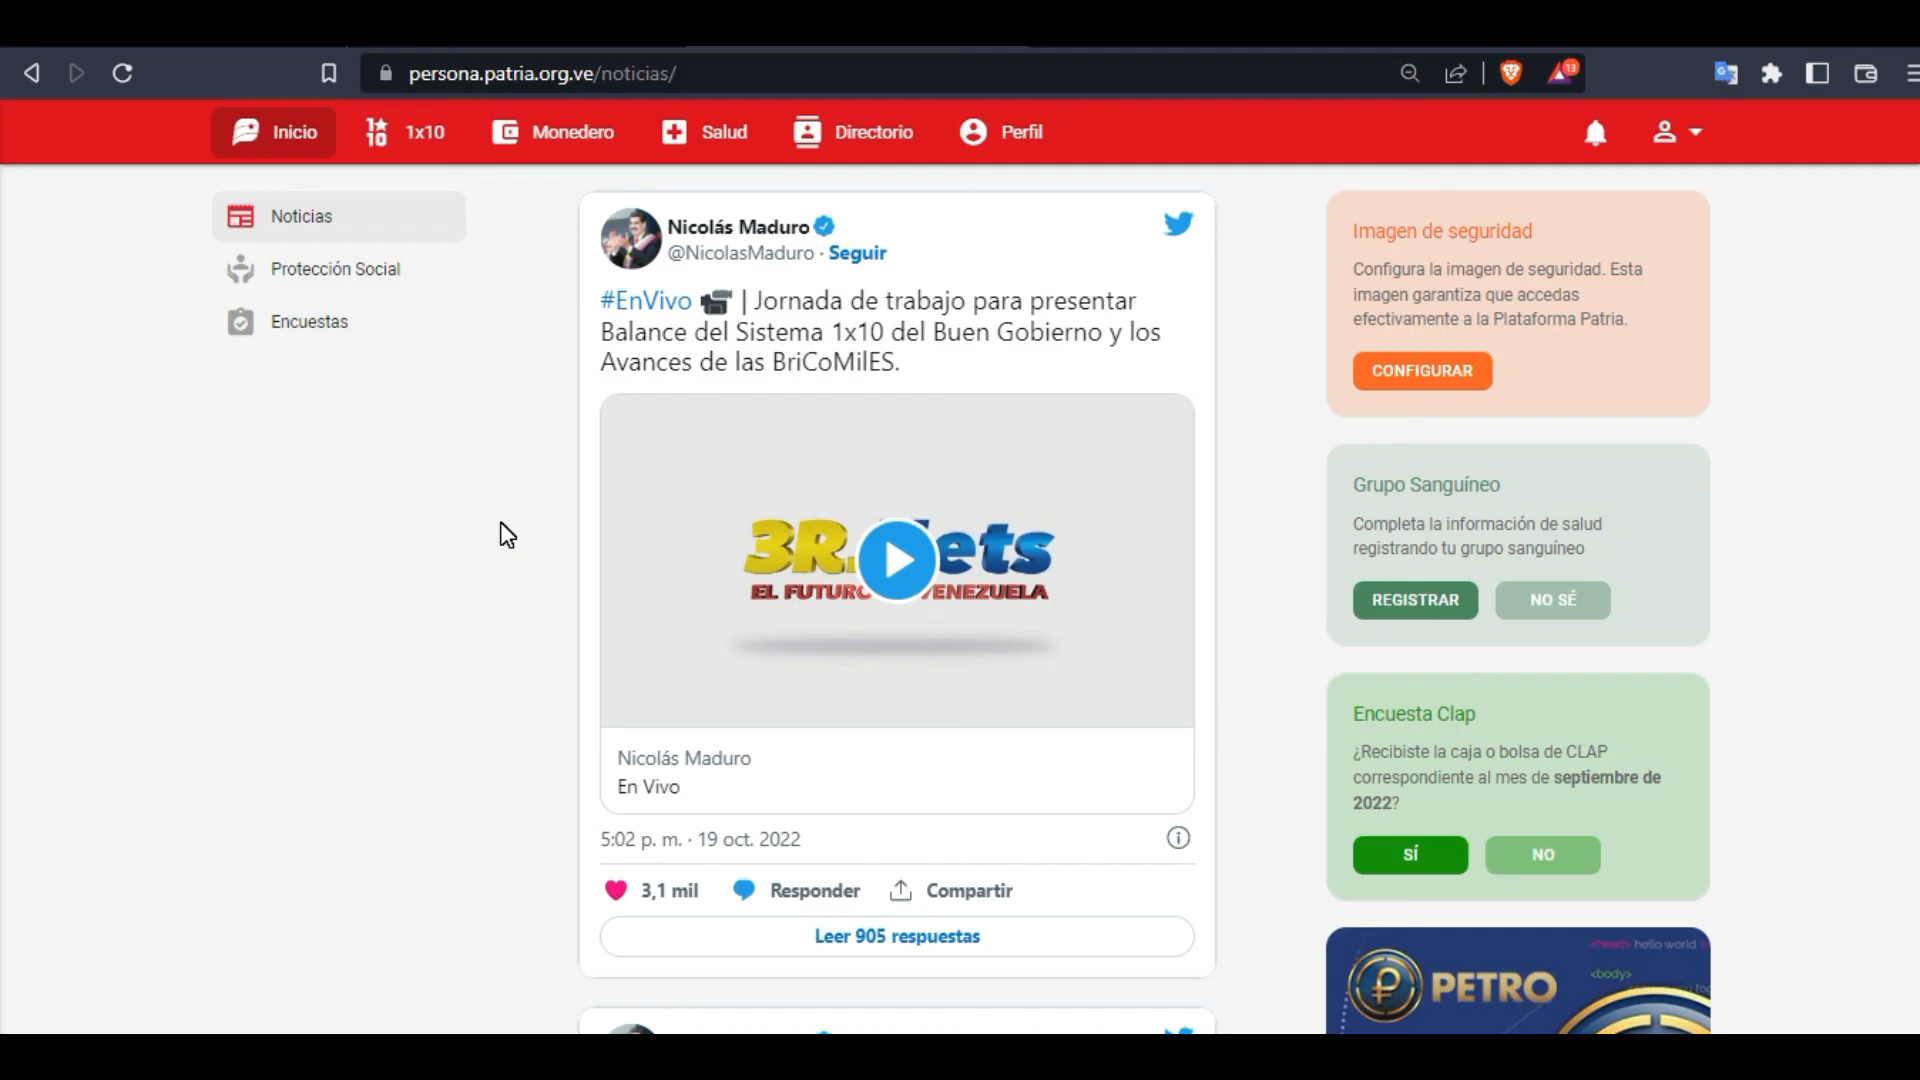 persona.patria.org.ve/noticias/
13
Inicio
1x10
Monedero
Salud
Directorio
Perfil
Noticias
Protección Social
Encuestas
Nicolás Maduro
@NicolasMaduro · Seguir
#EnVivo | Jornada de trabajo para presentar
Balance del Sistema 1x10 del Buen Gobierno y los
Avances de las BriCoMilES.
3R.Nets
EL FUTURO VENEZUELA
Nicolás Maduro
En Vivo
5:02 p. m. · 19 oct. 2022
3,1 mil
Responder
Compartir
Leer 905 respuestas
Imagen de seguridad
Configura la imagen de seguridad. Esta
imagen garantiza que accedas
efectivamente a la Plataforma Patria.
CONFIGURAR
Grupo Sanguíneo
Completa la información de salud
registrando tu grupo sanguíneo
REGISTRAR
NO SÉ
Encuesta Clap
¿Recibiste la caja o bolsa de CLAP
correspondiente al mes de septiembre de
2022?
SÍ
NO
PETRO
<head> hello world
<body>